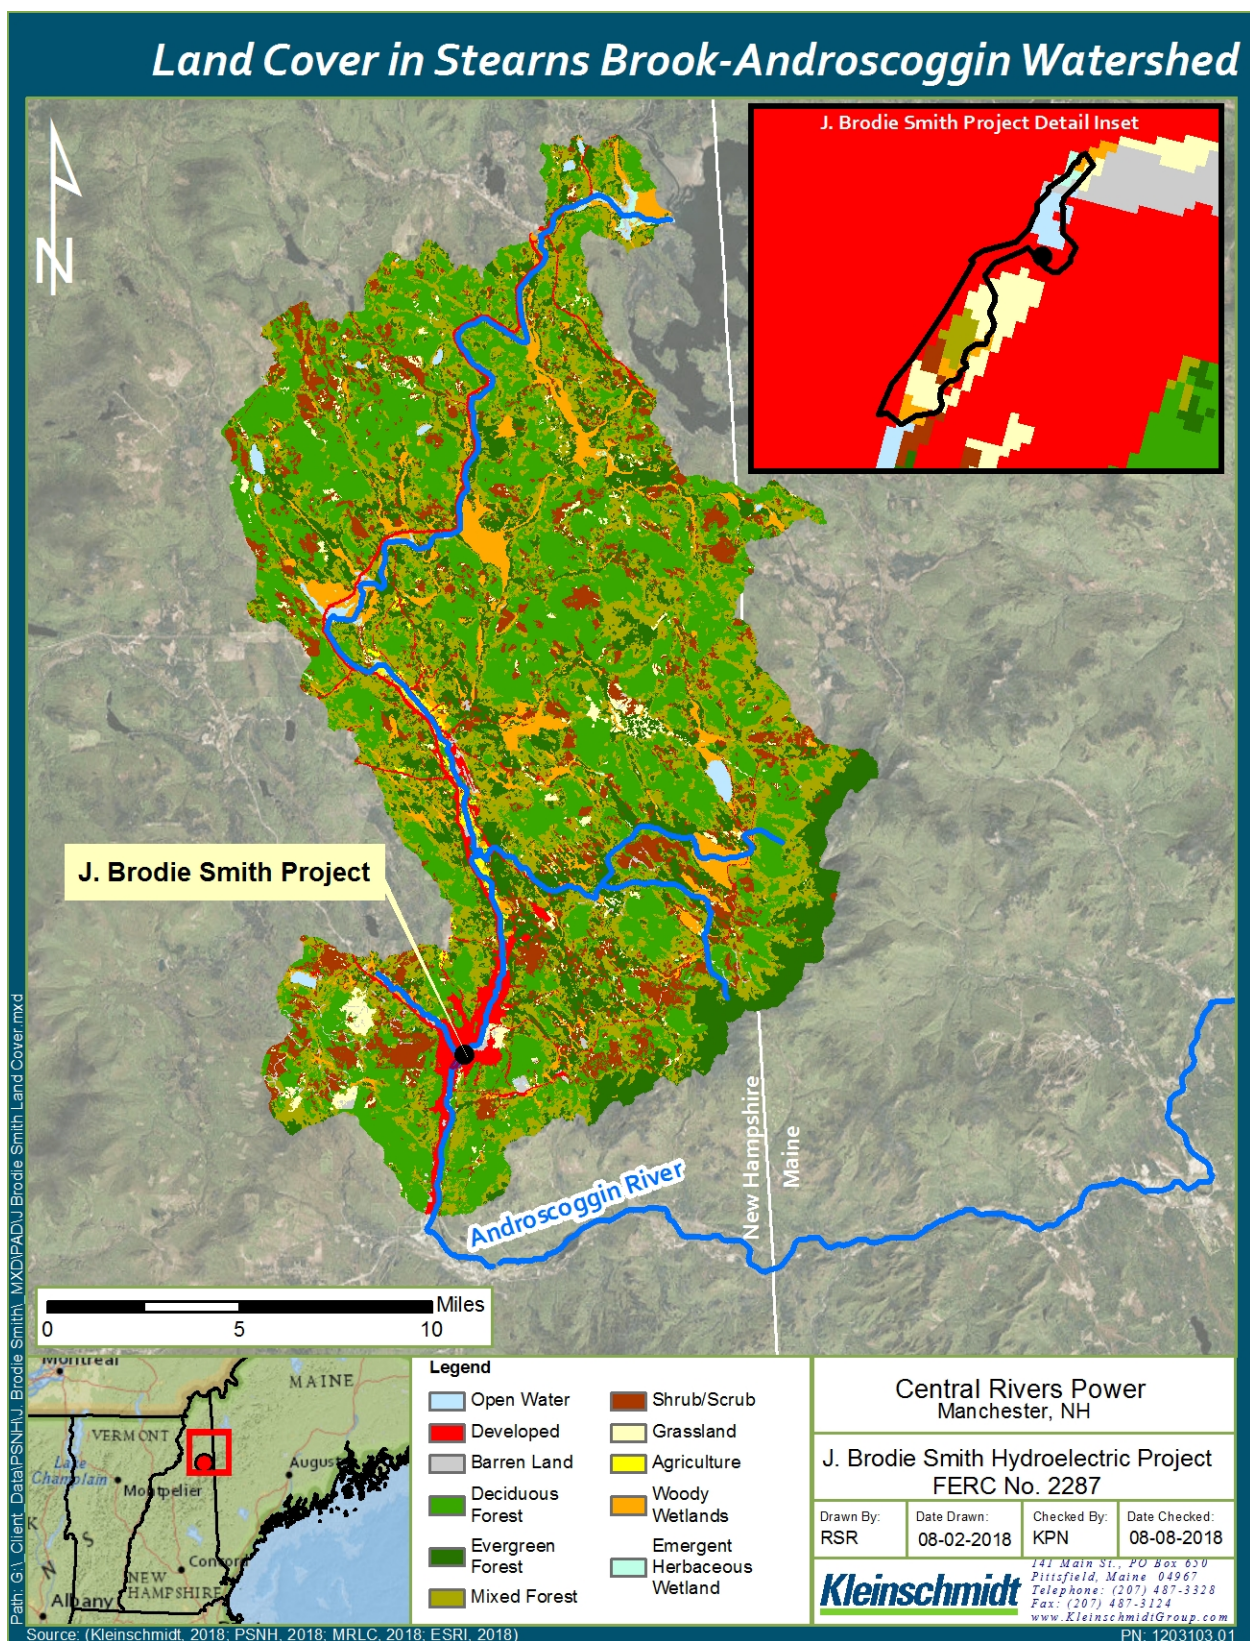 Land Cover in Stearns Brook-Androscoggin Watershed
N
J. Brodie Smith Project Detail Inset
J. Brodie Smith Project
New Hampshire
Maine
Androscoggin River
Miles
0 5 10
Montreal
MAINE
VERMONT
Lake
Champlain
Montpelier
August
K
S
N
Concord
NEW
HAMPSHIRE
Albany
Legend
Open Water
Developed
Barren Land
Deciduous
Forest
Evergreen
Forest
Mixed Forest
Shrub/Scrub
Grassland
Agriculture
Woody
Wetlands
Emergent
Herbaceous
Wetland
Central Rivers Power
Manchester, NH
J. Brodie Smith Hydroelectric Project
FERC No. 2287
Drawn By:
RSR
Date Drawn:
08-02-2018
Checked By:
KPN
Date Checked:
08-08-2018
Kleinschmidt
141 Main St., PO Box 650
Pittsfield, Maine 04967
Telephone: (207) 487-3328
Fax: (207) 487-3124
www.KleinschmidtGroup.com
Path: G:\_Client_Data\PSNH\J. Brodie Smith\_MXD\PAD\J Brodie Smith Land Cover.mxd
Source: (Kleinschmidt, 2018; PSNH, 2018; MRLC, 2018; ESRI, 2018)
PN: 1203103.01